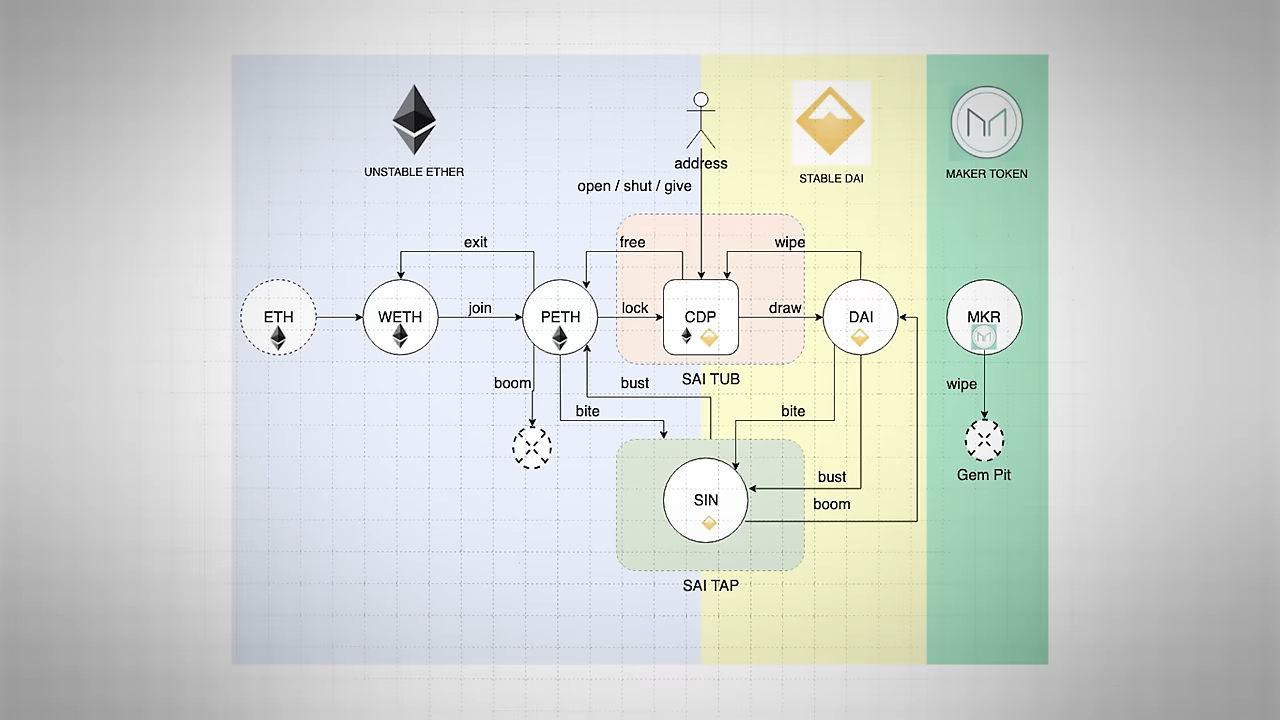 UNSTABLE ETHER
address
STABLE DAI
MAKER TOKEN
open / shut / give
exit
free
wipe
ETH
WETH
join
PETH
lock
CDP
draw
DAI
MKR
SAI TUB
boom
bust
wipe
bite
bite
Gem Pit
bust
SIN
boom
SAI TAP